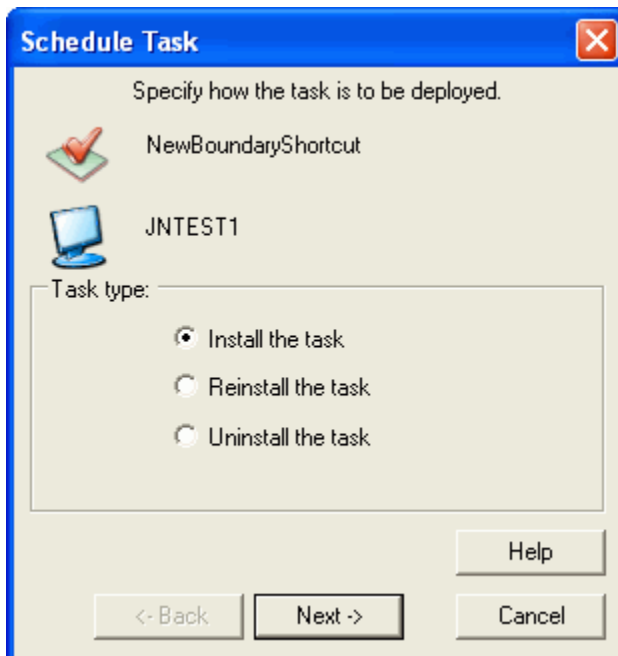 Schedule Task
Specify how the task is to be deployed.
NewBoundaryShortcut
JNTEST1
Task type:
Install the task
Reinstall the task
Uninstall the task
Help
<- Back
Next ->
Cancel